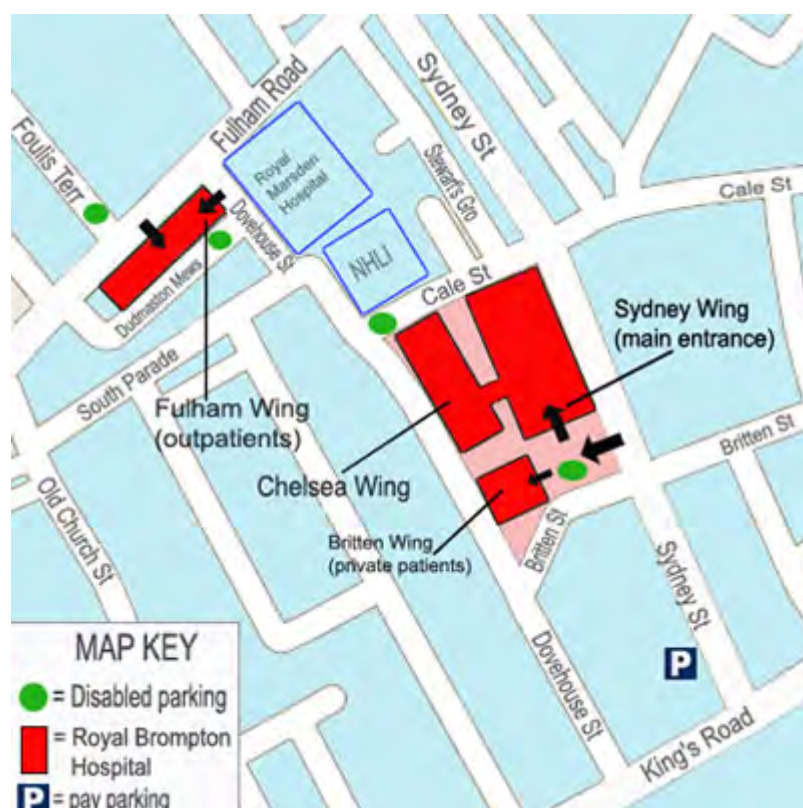 Fulham Road
Sydney St
Foulis Terr
Royal
Marsden
Hospital
Stewart's Gro
Cale St
Dovehouse St
NHLI
Dudmaston Mews
Cale St
South Parade
Sydney Wing
(main entrance)
Fulham Wing
(outpatients)
Chelsea Wing
Britten St
Old Church St
Britten Wing
(private patients)
Britten St
Sydney St
Dovehouse St
P
King's Road
MAP KEY
= Disabled parking
= Royal Brompton
Hospital
P = pay parking